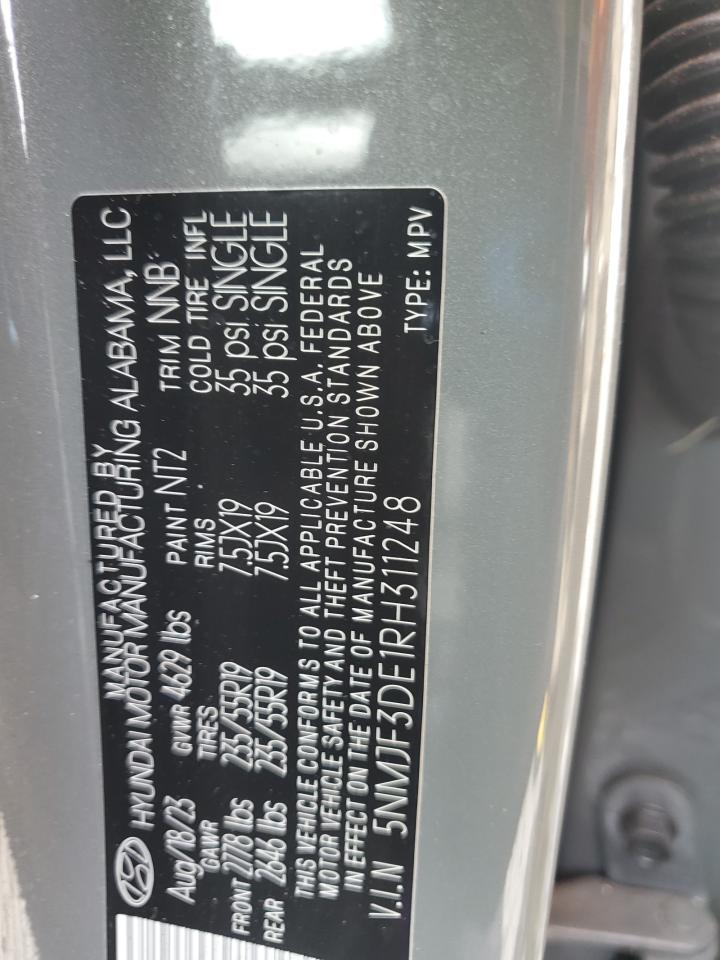 MANUFACTURED BY
HYUNDAI MOTOR MANUFACTURING ALABAMA, LLC
Aug/18/23 GVWR 4629 lbs PAINT NT2 TRIM NNB
GAWR TIRES RIMS COLD TIRE INFL
FRONT 2778 lbs 235/55R19 7.5JX19 35 psi SINGLE
REAR 2646 lbs 235/55R19 7.5JX19 35 psi SINGLE
THIS VEHICLE CONFORMS TO ALL APPLICABLE U.S.A. FEDERAL
MOTOR VEHICLE SAFETY AND THEFT PREVENTION STANDARDS
IN EFFECT ON THE DATE OF MANUFACTURE SHOWN ABOVE
V.I.N 5NMJF3DE1RH311248 TYPE: MPV